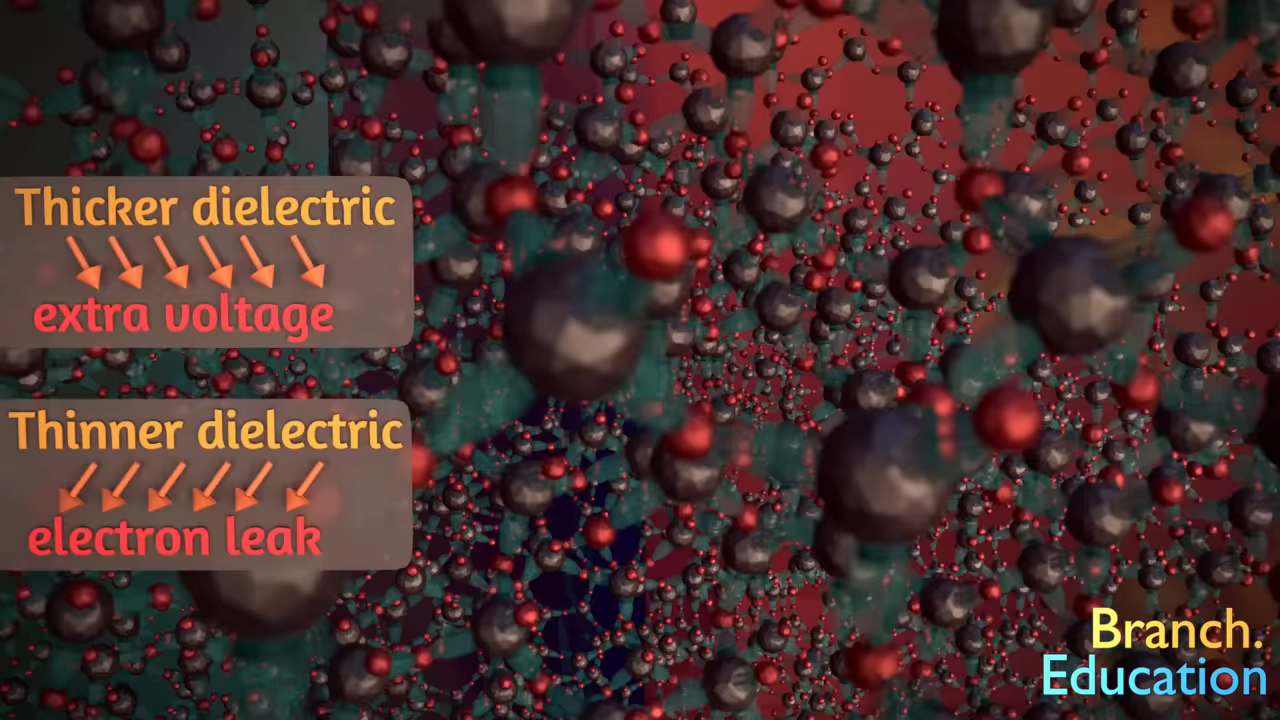 Thicker dielectric
extra voltage
Thinner dielectric
electron leak
Branch.
Education